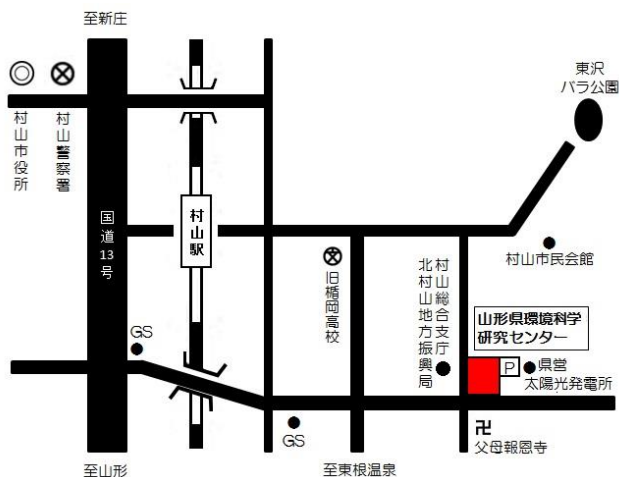 至新庄
東沢
バラ公園
村山市役所
村山警察署
国道13号
村山駅
村山市民会館
旧楯岡高校
村山総合支庁
北村山地方振興局
山形県環境科学
研究センター
GS
P
県営
太陽光発電所
GS
卍
父母報恩寺
至山形
至東根温泉